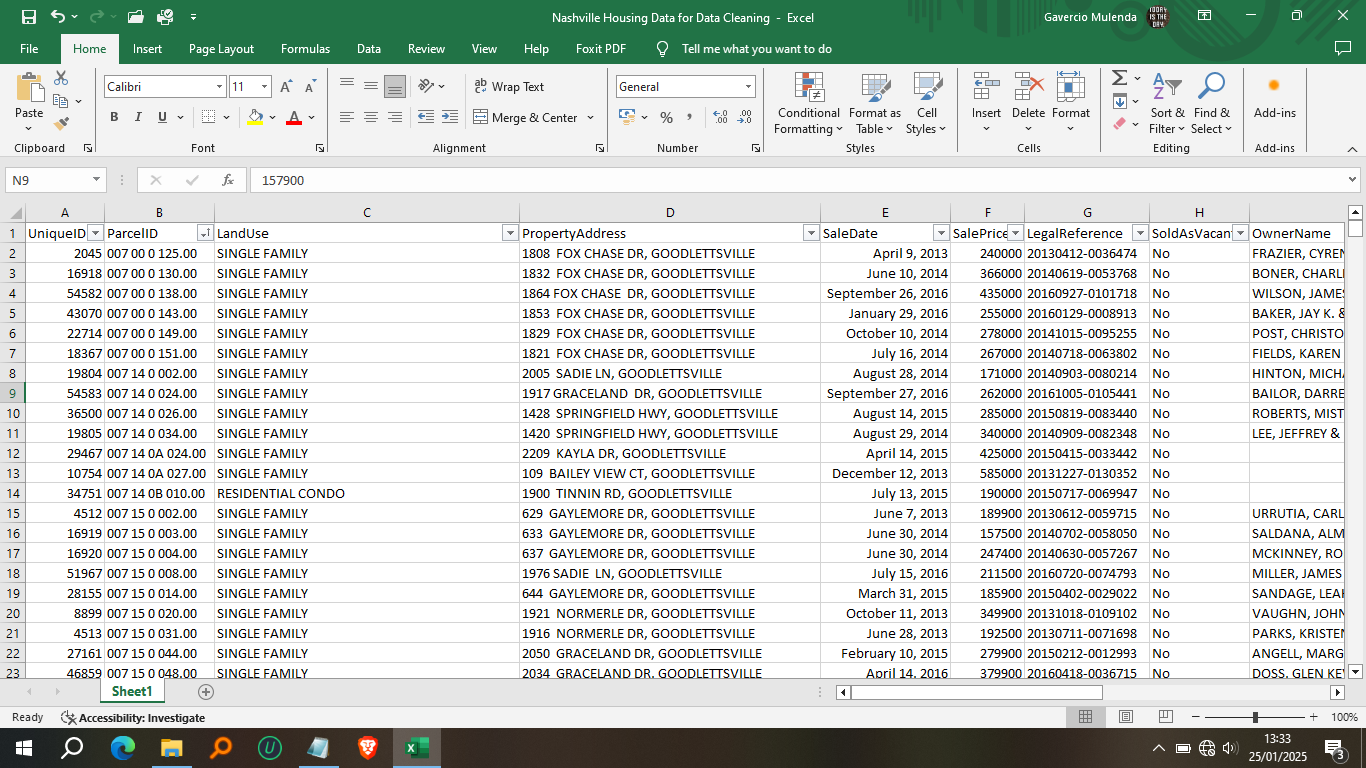 Nashville Housing Data for Data Cleaning - Excel
Gavercio Mulenda
TODAY IS THE DAY.
File Home Insert Page Layout Formulas Data Review View Help Foxit PDF Tell me what you want to do
Paste
Calibri 11
B I U
Wrap Text
Merge & Center
General
Conditional Formatting
Format as Table
Cell Styles
Insert Delete Format
Sort & Filter
Find & Select
Add-ins
Clipboard Font Alignment Number Styles Cells Editing Add-ins
N9 fx 157900
A B C D E F G H
1 UniqueID ParcelID LandUse PropertyAddress SaleDate SalePrice LegalReference SoldAsVacant OwnerName
2 2045 007 00 0 125.00 SINGLE FAMILY 1808 FOX CHASE DR, GOODLETTSVILLE April 9, 2013 240000 20130412-0036474 No FRAZIER, CYREN
3 16918 007 00 0 130.00 SINGLE FAMILY 1832 FOX CHASE DR, GOODLETTSVILLE June 10, 2014 366000 20140619-0053768 No BONER, CHARL
4 54582 007 00 0 138.00 SINGLE FAMILY 1864 FOX CHASE DR, GOODLETTSVILLE September 26, 2016 435000 20160927-0101718 No WILSON, JAMES
5 43070 007 00 0 143.00 SINGLE FAMILY 1853 FOX CHASE DR, GOODLETTSVILLE January 29, 2016 255000 20160129-0008913 No BAKER, JAY K. &
6 22714 007 00 0 149.00 SINGLE FAMILY 1829 FOX CHASE DR, GOODLETTSVILLE October 10, 2014 278000 20141015-0095255 No POST, CHRISTO
7 18367 007 00 0 151.00 SINGLE FAMILY 1821 FOX CHASE DR, GOODLETTSVILLE July 16, 2014 267000 20140718-0063802 No FIELDS, KAREN
8 19804 007 14 0 002.00 SINGLE FAMILY 2005 SADIE LN, GOODLETTSVILLE August 28, 2014 171000 20140903-0080214 No HINTON, MICHA
9 54583 007 14 0 024.00 SINGLE FAMILY 1917 GRACELAND DR, GOODLETTSVILLE September 27, 2016 262000 20161005-0105441 No BAILOR, DARRE
10 36500 007 14 0 026.00 SINGLE FAMILY 1428 SPRINGFIELD HWY, GOODLETTSVILLE August 14, 2015 285000 20150819-0083440 No ROBERTS, MIST
11 19805 007 14 0 034.00 SINGLE FAMILY 1420 SPRINGFIELD HWY, GOODLETTSVILLE August 29, 2014 340000 20140909-0082348 No LEE, JEFFREY &
12 29467 007 14 0A 024.00 SINGLE FAMILY 2209 KAYLA DR, GOODLETTSVILLE April 14, 2015 425000 20150415-0033442 No
13 10754 007 14 0A 027.00 SINGLE FAMILY 109 BAILEY VIEW CT, GOODLETTSVILLE December 12, 2013 585000 20131227-0130352 No
14 34751 007 14 0B 010.00 RESIDENTIAL CONDO 1900 TINNIN RD, GOODLETTSVILLE July 13, 2015 190000 20150717-0069947 No
15 4512 007 15 0 002.00 SINGLE FAMILY 629 GAYLEMORE DR, GOODLETTSVILLE June 7, 2013 189900 20130612-0059715 No URRUTIA, CARL
16 16919 007 15 0 003.00 SINGLE FAMILY 633 GAYLEMORE DR, GOODLETTSVILLE June 30, 2014 157500 20140702-0058050 No SALDANA, ALM
17 16920 007 15 0 004.00 SINGLE FAMILY 637 GAYLEMORE DR, GOODLETTSVILLE June 30, 2014 247400 20140630-0057267 No MCKINNEY, RO
18 51967 007 15 0 008.00 SINGLE FAMILY 1976 SADIE LN, GOODLETTSVILLE July 15, 2016 211500 20160720-0074793 No MILLER, JAMES
19 28155 007 15 0 014.00 SINGLE FAMILY 644 GAYLEMORE DR, GOODLETTSVILLE March 31, 2015 185900 20150402-0029022 No SANDAGE, LEAH
20 8899 007 15 0 020.00 SINGLE FAMILY 1921 NORMERLE DR, GOODLETTSVILLE October 11, 2013 349900 20131018-0109102 No VAUGHN, JOHN
21 4513 007 15 0 031.00 SINGLE FAMILY 1916 NORMERLE DR, GOODLETTSVILLE June 28, 2013 192500 20130711-0071698 No PARKS, KRISTEN
22 27161 007 15 0 044.00 SINGLE FAMILY 2050 GRACELAND DR, GOODLETTSVILLE February 10, 2015 279900 20150212-0012993 No ANGELL, MARG
23 46859 007 15 0 048.00 SINGLE FAMILY 2034 GRACELAND DR, GOODLETTSVILLE April 14, 2016 379900 20160418-0036715 No DOSS, GLEN KEV
Sheet1
Ready Accessibility: Investigate 100%
13:33
25/01/2025
3